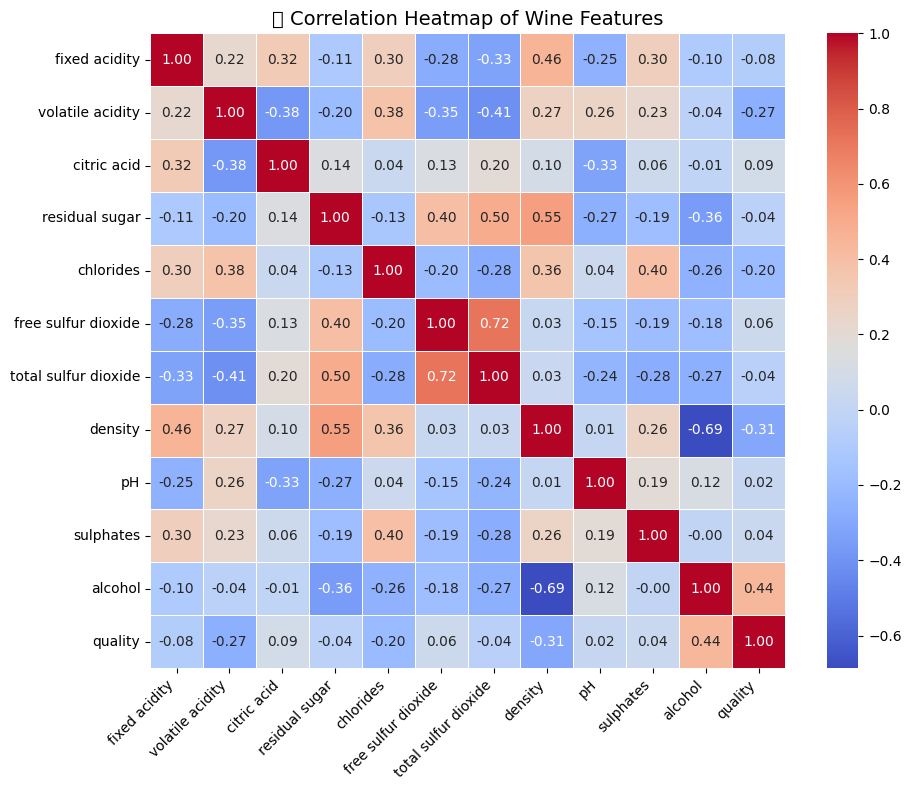 Correlation Heatmap of Wine Features
fixed acidity 1.00 0.22 0.32 -0.11 0.30 -0.28 -0.33 0.46 -0.25 0.30 -0.10 -0.08
volatile acidity 0.22 1.00 -0.38 -0.20 0.38 -0.35 -0.41 0.27 0.26 0.23 -0.04 -0.27
citric acid 0.32 -0.38 1.00 0.14 0.04 0.13 0.20 0.10 -0.33 0.06 -0.01 0.09
residual sugar -0.11 -0.20 0.14 1.00 -0.13 0.40 0.50 0.55 -0.27 -0.19 -0.36 -0.04
chlorides 0.30 0.38 0.04 -0.13 1.00 -0.20 -0.28 0.36 0.04 0.40 -0.26 -0.20
free sulfur dioxide -0.28 -0.35 0.13 0.40 -0.20 1.00 0.72 0.03 -0.15 -0.19 -0.18 0.06
total sulfur dioxide -0.33 -0.41 0.20 0.50 -0.28 0.72 1.00 0.03 -0.24 -0.28 -0.27 -0.04
density 0.46 0.27 0.10 0.55 0.36 0.03 0.03 1.00 0.01 0.26 -0.69 -0.31
pH -0.25 0.26 -0.33 -0.27 0.04 -0.15 -0.24 0.01 1.00 0.19 0.12 0.02
sulphates 0.30 0.23 0.06 -0.19 0.40 -0.19 -0.28 0.26 0.19 1.00 -0.00 0.04
alcohol -0.10 -0.04 -0.01 -0.36 -0.26 -0.18 -0.27 -0.69 0.12 -0.00 1.00 0.44
quality -0.08 -0.27 0.09 -0.04 -0.20 0.06 -0.04 -0.31 0.02 0.04 0.44 1.00
fixed acidity
volatile acidity
citric acid
residual sugar
chlorides
free sulfur dioxide
total sulfur dioxide
density
pH
sulphates
alcohol
quality
1.0
0.8
0.6
0.4
0.2
0.0
−0.2
−0.4
−0.6